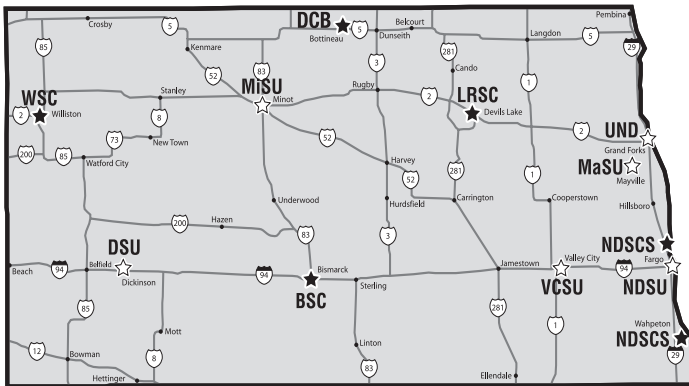 DCB
Crosby
5
Bottineau
5
Dunseith
Belcourt
Pembina
85
Kenmare
281
Langdon
5
29
3
Cando
52
83
Stanley
MiSU
Minot
Rugby
2
1
WSC
2
Williston
8
LRSC
Devils Lake
2
UND
Grand Forks
73
New Town
52
200
85
Watford City
Harvey
52
281
1
MaSU
Mayville
Underwood
Hurdsfield
Carrington
Cooperstown
Hillsboro
200
Hazen
83
3
NDSCS
DSU
Beach
94
Belfield
Dickinson
94
Bismarck
BSC
Sterling
Jamestown
Valley City
VCSU
94
Fargo
NDSU
85
281
1
Mott
Linton
Wahpeton
NDSCS
12
Bowman
8
83
29
Hettinger
Ellendale